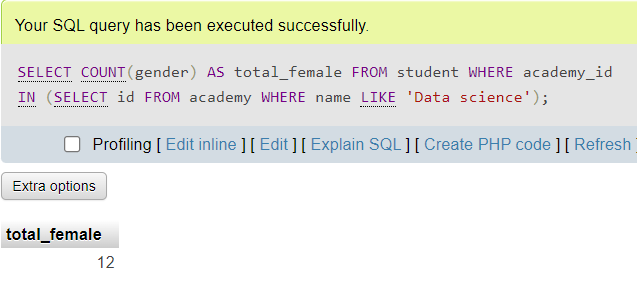 Your SQL query has been executed successfully.
SELECT COUNT(gender) AS total_female FROM student WHERE academy_id
IN (SELECT id FROM academy WHERE name LIKE 'Data science');
Profiling [ Edit inline ] [ Edit ] [ Explain SQL ] [ Create PHP code ] [ Refresh ]
Extra options
total_female
12